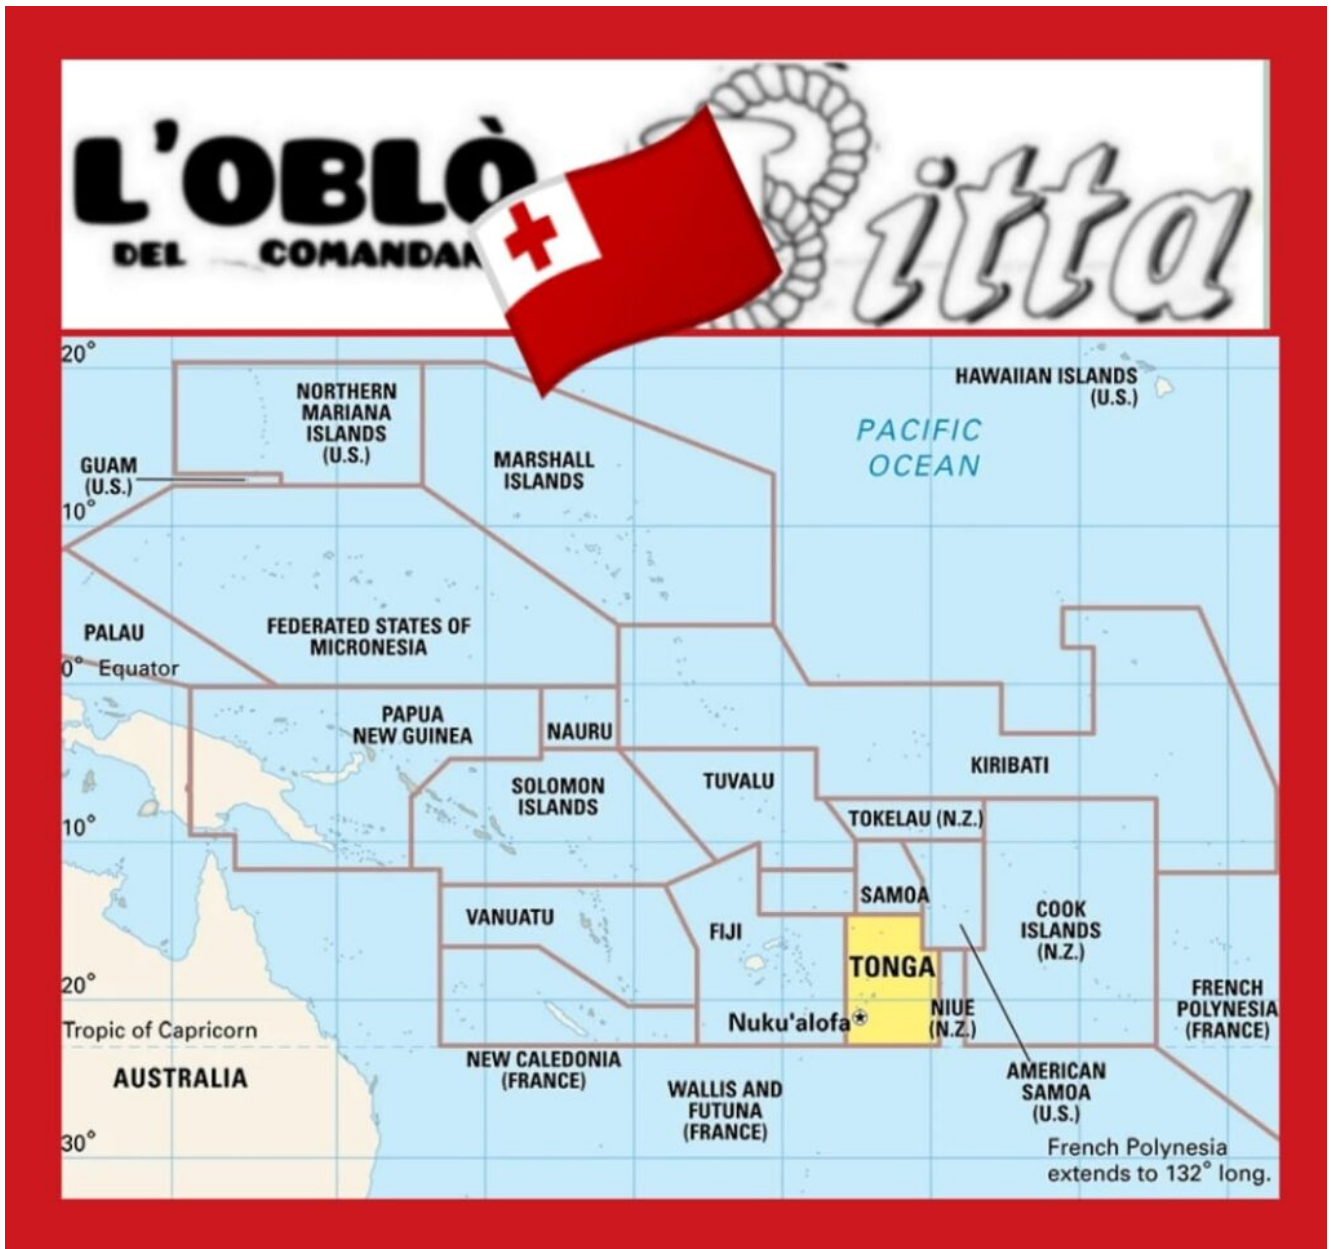 L'OBLÒ
DEL COMANDAN
itta
20°
HAWAIIAN ISLANDS
(U.S.)
NORTHERN
MARIANA
ISLANDS
(U.S.)
PACIFIC
OCEAN
GUAM
(U.S.)
MARSHALL
ISLANDS
10°
PALAU
FEDERATED STATES OF
MICRONESIA
0° Equator
PAPUA
NEW GUINEA
NAURU
KIRIBATI
SOLOMON
ISLANDS
TUVALU
10°
TOKELAU (N.Z.)
SAMOA
VANUATU
FIJI
COOK
ISLANDS
(N.Z.)
TONGA
20°
FRENCH
POLYNESIA
(FRANCE)
Nuku'alofa
NIUE
(N.Z.)
Tropic of Capricorn
NEW CALEDONIA
(FRANCE)
AUSTRALIA
WALLIS AND
FUTUNA
(FRANCE)
AMERICAN
SAMOA
(U.S.)
30°
French Polynesia
extends to 132° long.